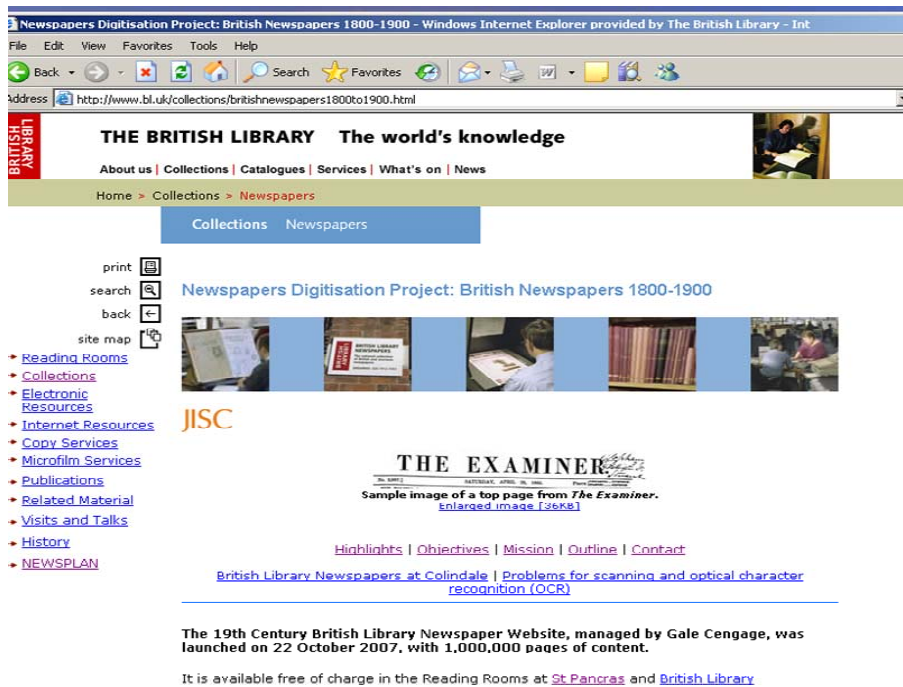 Newspapers Digitisation Project: British Newspapers 1800-1900 - Windows Internet Explorer provided by The British Library - Int
File Edit View Favorites Tools Help
Back Search Favorites
Address http://www.bl.uk/collections/britishnewspapers1800to1900.html
BRITISH LIBRARY
THE BRITISH LIBRARY The world's knowledge
About us | Collections | Catalogues | Services | What's on | News
Home > Collections > Newspapers
Collections Newspapers
print
search
back
site map
Reading Rooms
Collections
Electronic
Resources
Internet Resources
Copy Services
Microfilm Services
Publications
Related Material
Visits and Talks
History
NEWSPLAN
Newspapers Digitisation Project: British Newspapers 1800-1900
BRITISH LIBRARY
NEWSPAPERS
JISC
THE EXAMINER.
Sample image of a top page from The Examiner.
Enlarged image [36KB]
Highlights | Objectives | Mission | Outline | Contact
British Library Newspapers at Colindale | Problems for scanning and optical character
recognition (OCR)
The 19th Century British Library Newspaper Website, managed by Gale Cengage, was
launched on 22 October 2007, with 1,000,000 pages of content.
It is available free of charge in the Reading Rooms at St Pancras and British Library